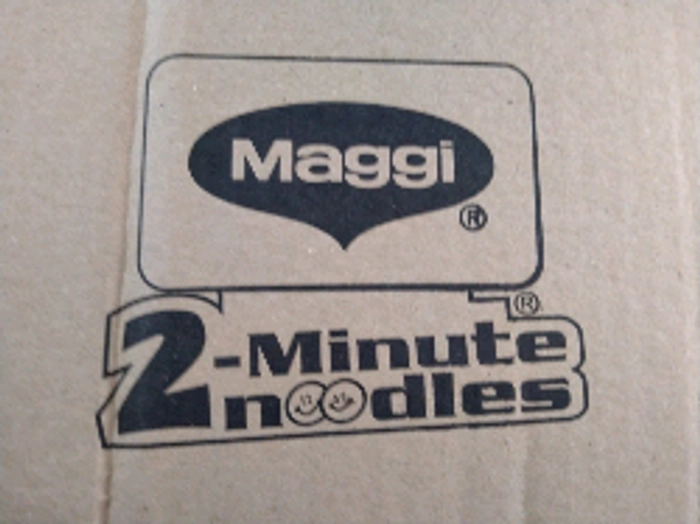 Maggi
®
®
2-Minute
noodles